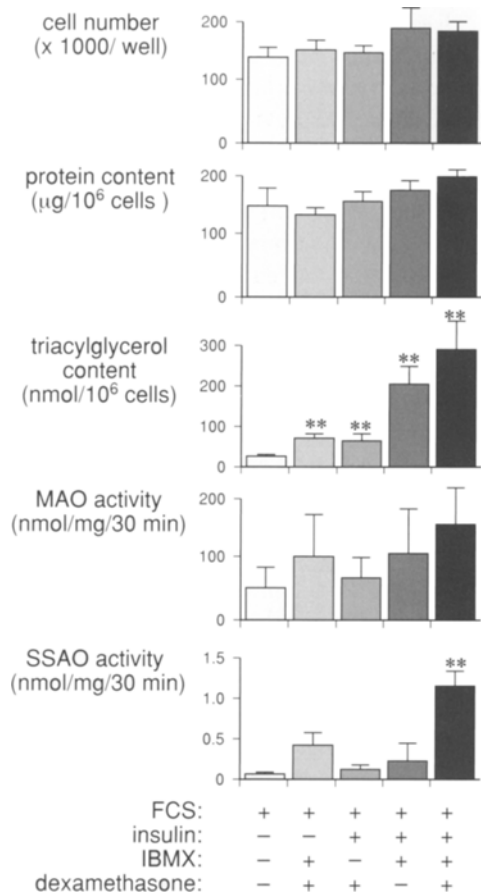 cell number
(x 1000/ well)
200
100
0
protein content
(µg/10⁶ cells )
200
100
0
triacylglycerol
content
(nmol/10⁶ cells)
300
200
100
0
** ** ** **
MAO activity
(nmol/mg/30 min)
200
100
0
SSAO activity
(nmol/mg/30 min)
1.5
1.0
0.5
0
**
FCS: + + + + +
insulin: − − + + +
IBMX: − + − + +
dexamethasone: − + + − +